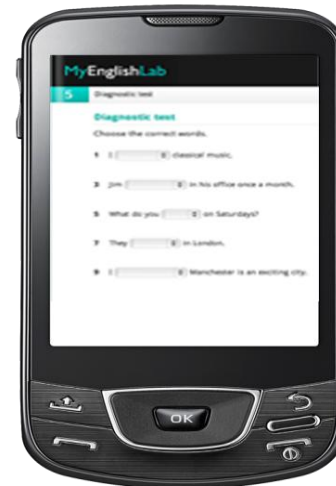 MyEnglishLab
5 Diagnostic test
Diagnostic test
Choose the correct words.
1 I classical music.
3 Jim in his office once a month.
5 What do you on Saturdays?
7 They in London.
9 I Manchester is an exciting city.
OK